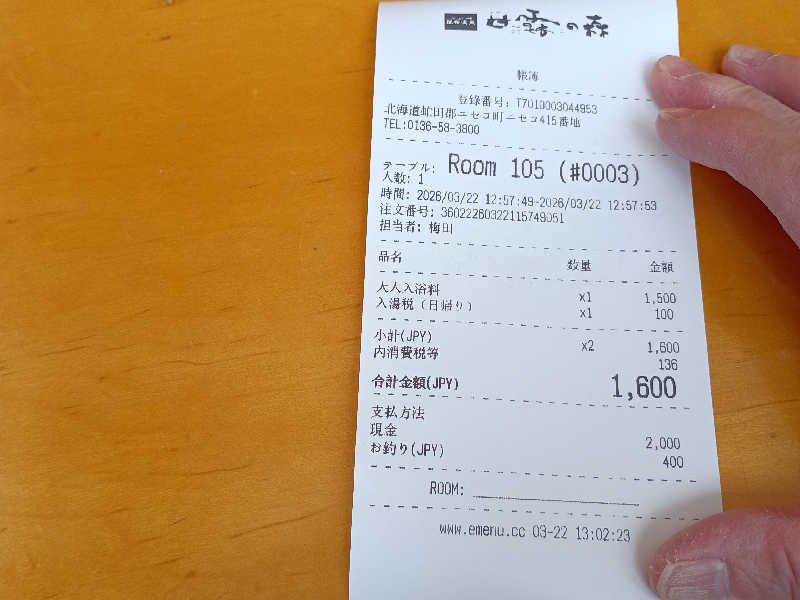 の森
帳簿
登録番号: T7010003044953
北海道虻田郡ニセコ町ニセコ415番地
TEL:0136-58-3800
テーブル: Room 105 (#0003)
人数: 1
時間: 2026/03/22 12:57:49-2026/03/22 12:57:53
注文番号: 36022260322115749051
担当者: 梅田
品名 数量 金額
大人入浴料 x1 1,500
入湯税(日帰り) x1 100
小計(JPY) x2 1,600
内消費税等 136
合計金額(JPY) 1,600
支払方法
現金 2,000
お釣り(JPY) 400
ROOM:
www.emenu.cc 03-22 13:02:23